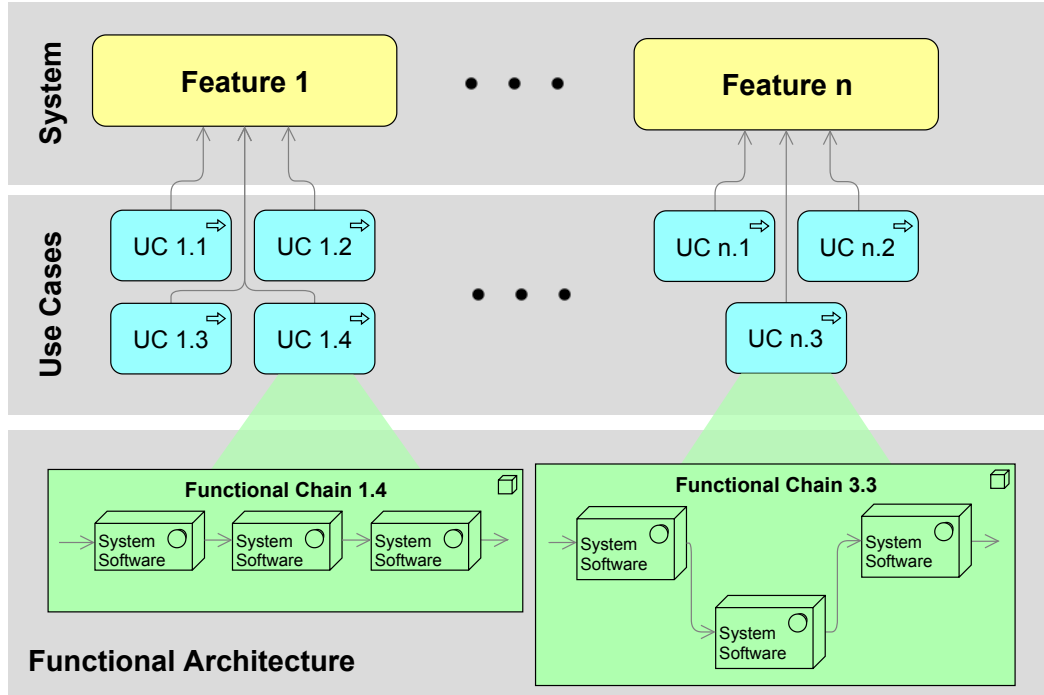 System
Feature 1
Feature n
Use Cases
UC 1.1
UC 1.2
UC n.1
UC n.2
UC 1.3
UC 1.4
UC n.3
Functional Chain 1.4
System
Software
System
Software
System
Software
Functional Chain 3.3
System
Software
System
Software
System
Software
Functional Architecture